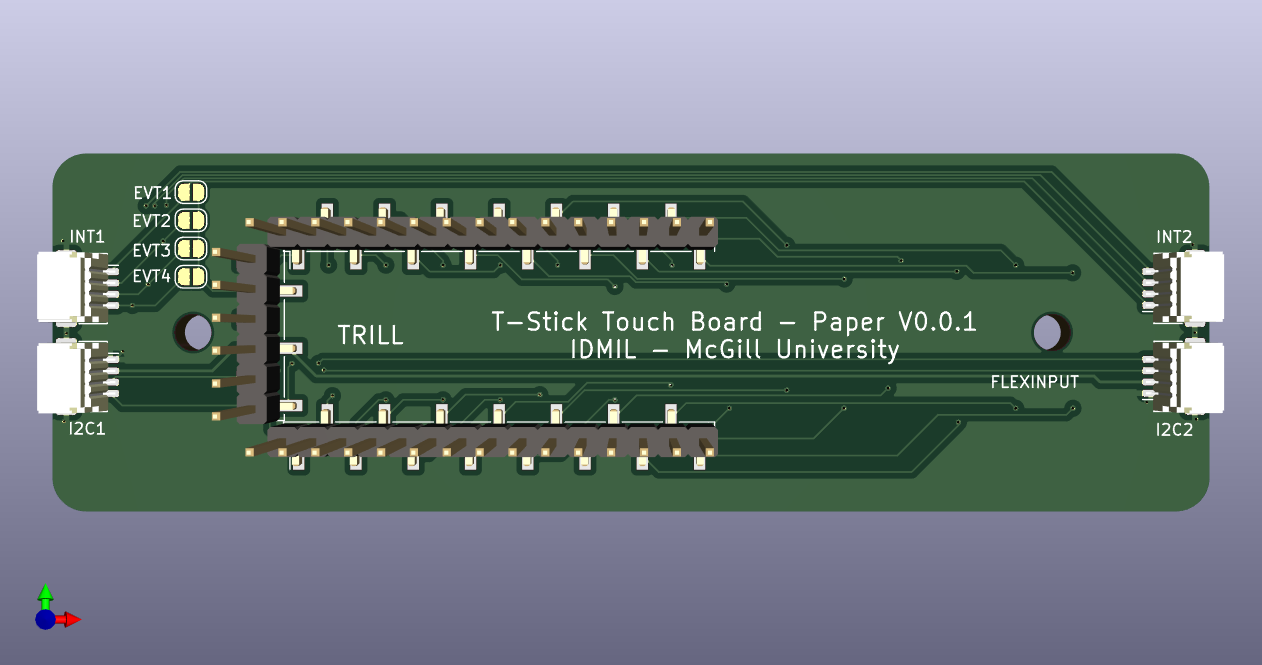 EVT1
EVT2
INT1
INT2
EVT3
EVT4
TRILL
T-Stick Touch Board - Paper V0.0.1
IDMIL - McGill University
FLEXINPUT
I2C1
I2C2